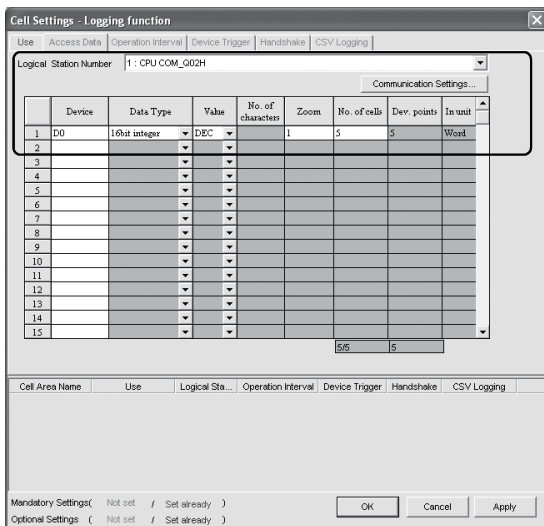 Cell Settings - Logging function
Use Access Data Operation Interval Device Trigger Handshake CSV Logging
Logical Station Number 1 : CPU COM_Q02H
Communication Settings...
Device Data Type Value No. of characters Zoom No. of cells Dev. points In unit
1 D0 16bit integer DEC 1 5 5 Word
2
3
4
5
6
7
8
9
10
11
12
13
14
15
5/5 5
Cell Area Name Use Logical Sta... Operation Interval Device Trigger Handshake CSV Logging
Mandatory Settings( Not set / Set already )
Optional Settings ( Not set / Set already )
OK Cancel Apply